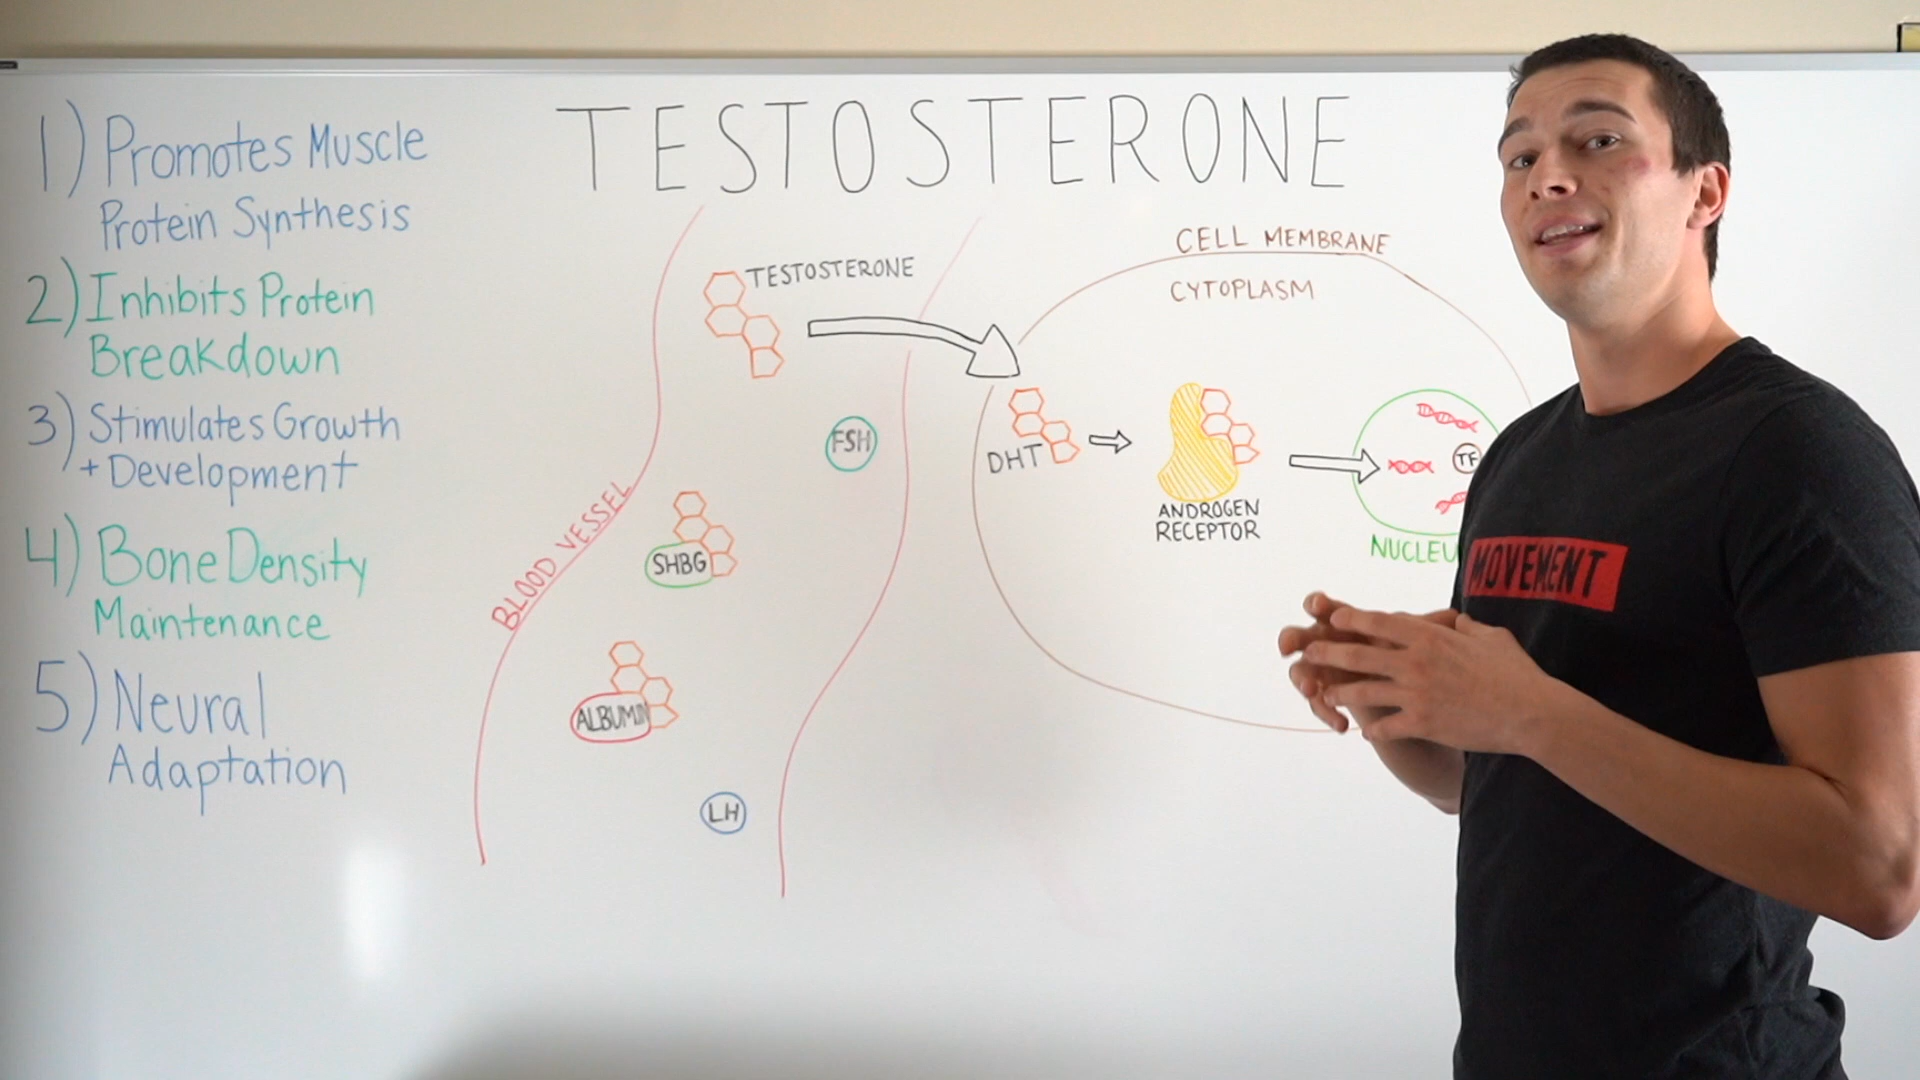 TESTOSTERONE
1) Promotes Muscle
Protein Synthesis
2) Inhibits Protein
Breakdown
3) Stimulates Growth
+ Development
4) Bone Density
Maintenance
5) Neural
Adaptation
BLOOD VESSEL
TESTOSTERONE
FSH
SHBG
ALBUMIN
LH
CELL MEMBRANE
CYTOPLASM
DHT
ANDROGEN
RECEPTOR
TF
NUCLEU
MOVEMENT